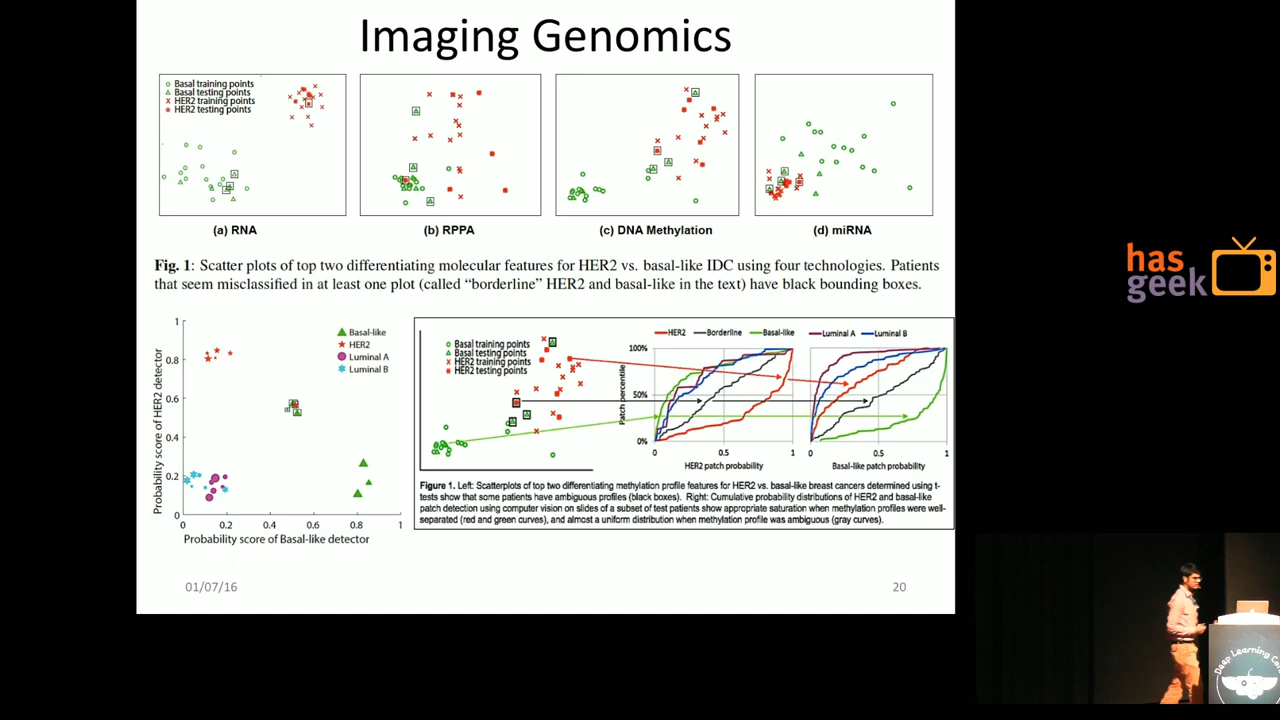 Imaging Genomics
Basal training points
Basal testing points
HER2 training points
HER2 testing points
(a) RNA
(b) RPPA
(c) DNA Methylation
(d) miRNA
Fig. 1: Scatter plots of top two differentiating molecular features for HER2 vs. basal-like IDC using four technologies. Patients
that seem misclassified in at least one plot (called “borderline” HER2 and basal-like in the text) have black bounding boxes.
Probability score of HER2 detector
1
0.8
0.6
0.4
0.2
0
0
0.2
0.4
0.6
0.8
1
Probability score of Basal-like detector
Basal-like
HER2
Luminal A
Luminal B
Basal training points
Basal testing points
HER2 training points
HER2 testing points
HER2
Borderline
Basal-like
Luminal A
Luminal B
Patch percentile
100%
50%
0%
0
0.5
1
HER2 patch probability
0
0.5
1
Basal-like patch probability
Figure 1. Left: Scatterplots of top two differentiating methylation profile features for HER2 vs. basal-like breast cancers determined using t-
tests show that some patients have ambiguous profiles (black boxes). Right: Cumulative probability distributions of HER2 and basal-like
patch detection using computer vision on slides of a subset of test patients show appropriate saturation when methylation profiles were well-
separated (red and green curves), and almost a uniform distribution when methylation profile was ambiguous (gray curves).
01/07/16
20
has
geek
Deep Learning